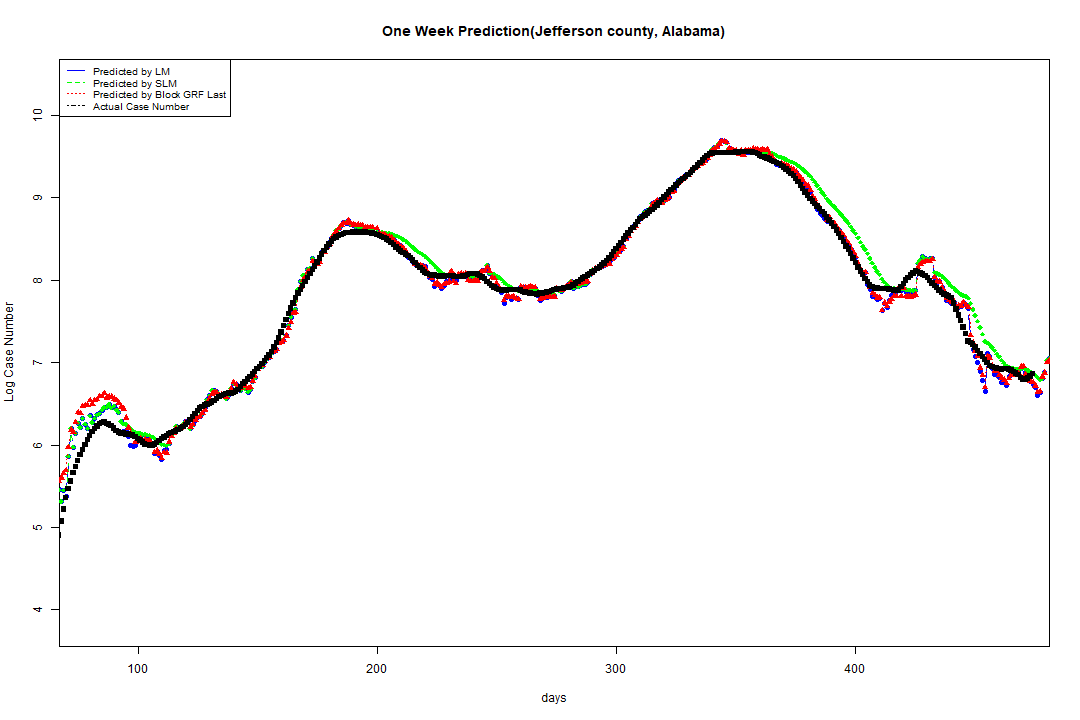 One Week Prediction(Jefferson county, Alabama)
Predicted by LM
Predicted by SLM
Predicted by Block GRF Last
Actual Case Number
10
9
8
7
6
5
4
Log Case Number
100 200 300 400
days